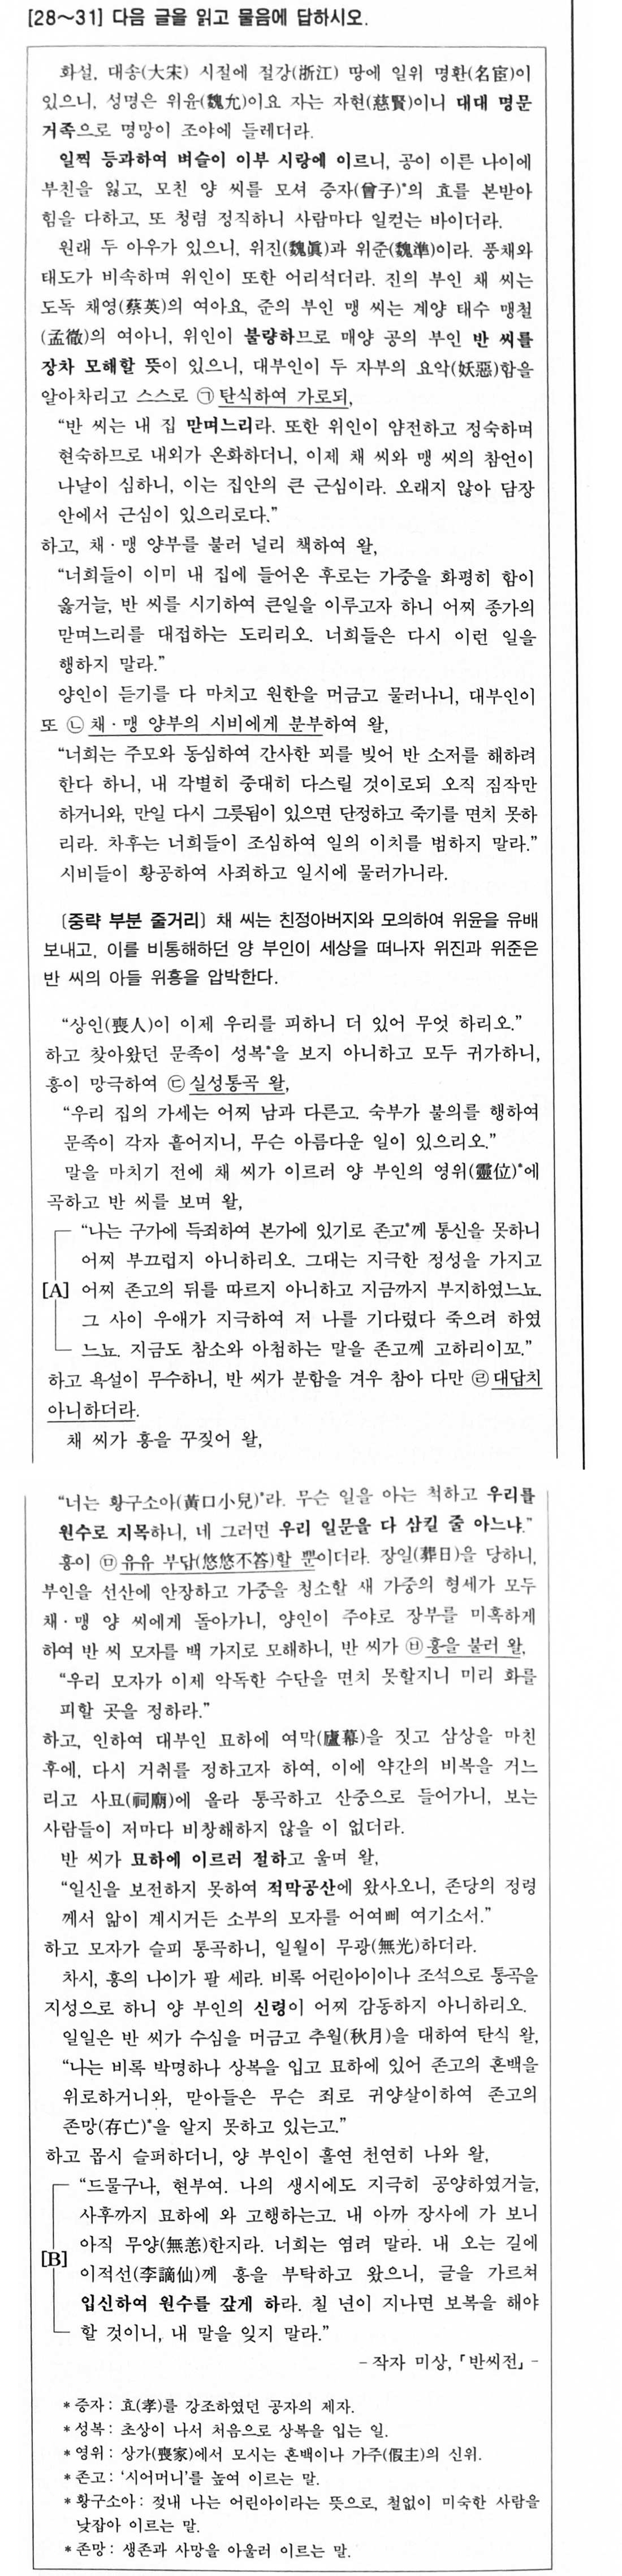 [28～31] 다음 글을 읽고 물음에 답하시오.
화설, 대송(大宋) 시절에 절강(浙江) 땅에 일위 명환(名宦)이
있으니, 성명은 위윤(魏允)이요 자는 자현(慈賢)이니 대대 명문
거족으로 명망이 조야에 들레더라.
일찍 등과하여 벼슬이 이부 시랑에 이르니, 공이 이른 나이에
부친을 잃고, 모친 양 씨를 모셔 증자(曾子)*의 효를 본받아
힘을 다하고, 또 청렴 정직하니 사람마다 일컫는 바이더라.
원래 두 아우가 있으니, 위진(魏眞)과 위준(魏準)이라. 풍채와
태도가 비속하며 위인이 또한 어리석더라. 진의 부인 채 씨는
도독 채영(蔡英)의 여아요, 준의 부인 맹 씨는 계양 태수 맹철
(孟徹)의 여아니, 위인이 불량하므로 매양 공의 부인 반 씨를
장차 모해할 뜻이 있으니, 대부인이 두 자부의 요악(妖惡)함을
알아차리고 스스로 ㉠ 탄식하여 가로되,
“반 씨는 내 집 맏며느리라. 또한 위인이 얌전하고 정숙하며
현숙하므로 내외가 온화하더니, 이제 채 씨와 맹 씨의 참언이
나날이 심하니, 이는 집안의 큰 근심이라. 오래지 않아 담장
안에서 근심이 있으리로다.”
하고, 채ㆍ맹 양부를 불러 널리 책하여 왈,
“너희들이 이미 내 집에 들어온 후로는 가중을 화평히 함이
옳거늘, 반 씨를 시기하여 큰일을 이루고자 하니 어찌 종가의
맏며느리를 대접하는 도리리오. 너희들은 다시 이런 일을
행하지 말라.”
양인이 듣기를 다 마치고 원한을 머금고 물러나니, 대부인이
또 ㉡ 채ㆍ맹 양부의 시비에게 분부하여 왈,
“너희는 주모와 동심하여 간사한 꾀를 빚어 반 소저를 해하려
한다 하니, 내 각별히 중대히 다스릴 것이로되 오직 짐작만
하거니와, 만일 다시 그릇됨이 있으면 단정하고 죽기를 면치 못하
리라. 차후는 너희들이 조심하여 일의 이치를 범하지 말라.”
시비들이 황공하여 사죄하고 일시에 물러가니라.
[중략 부분 줄거리] 채 씨는 친정아버지와 모의하여 위윤을 유배
보내고, 이를 비통해하던 양 부인이 세상을 떠나자 위진과 위준은
반 씨의 아들 위흥을 압박한다.
“상인(喪人)이 이제 우리를 피하니 더 있어 무엇 하리오.”
하고 찾아왔던 문족이 성복*을 보지 아니하고 모두 귀가하니,
흥이 망극하여 ㉢ 실성통곡 왈,
“우리 집의 가세는 어찌 남과 다른고. 숙부가 불의를 행하여
문족이 각자 흩어지니, 무슨 아름다운 일이 있으리오.”
말을 마치기 전에 채 씨가 이르러 양 부인의 영위(靈位)*에
곡하고 반 씨를 보며 왈,
“나는 구가에 득죄하여 본가에 있기로 존고*께 통신을 못하니
어찌 부끄럽지 아니하리오. 그대는 지극한 정성을 가지고
[A] 어찌 존고의 뒤를 따르지 아니하고 지금까지 부지하였느뇨.
그 사이 우애가 지극하여 저 나를 기다렸다 죽으려 하였
느뇨. 지금도 참소와 아첨하는 말을 존고께 고하리이꼬.”
하고 욕설이 무수하니, 반 씨가 분함을 겨우 참아 다만 ㉣ 대답치
아니하더라.
채 씨가 흥을 꾸짖어 왈,
“너는 황구소아(黃口小兒)*라. 무슨 일을 아는 척하고 우리를
원수로 지목하니, 네 그러면 우리 일문을 다 삼킬 줄 아느냐.”
흥이 ㉤ 유유 부답(悠悠不答)할 뿐이더라. 장일(葬日)을 당하니,
부인을 선산에 안장하고 가중을 청소할 새 가중의 형세가 모두
채ㆍ맹 양 씨에게 돌아가니, 양인이 주야로 장부를 미혹하게
하여 반 씨 모자를 백 가지로 모해하니, 반 씨가 ㉥ 흥을 불러 왈,
“우리 모자가 이제 악독한 수단을 면치 못할지니 미리 화를
피할 곳을 정하라.”
하고, 인하여 대부인 묘하에 여막(廬幕)을 짓고 삼상을 마친
후에, 다시 거취를 정하고자 하여, 이에 약간의 비복을 거느
리고 사묘(祠廟)에 올라 통곡하고 산중으로 들어가니, 보는
사람들이 저마다 비창해하지 않을 이 없더라.
반 씨가 묘하에 이르러 절하고 울며 왈,
“일신을 보전하지 못하여 적막공산에 왔사오니, 존당의 정령
께서 앎이 계시거든 소부의 모자를 어여삐 여기소서.”
하고 모자가 슬피 통곡하니, 일월이 무광(無光)하더라.
차시, 흥의 나이가 팔 세라. 비록 어린아이이나 조석으로 통곡을
지성으로 하니 양 부인의 신령이 어찌 감동하지 아니하리오.
일일은 반 씨가 수심을 머금고 추월(秋月)을 대하여 탄식 왈,
“나는 비록 박명하나 상복을 입고 묘하에 있어 존고의 혼백을
위로하거니와, 맏아들은 무슨 죄로 귀양살이하여 존고의
존망(存亡)*을 알지 못하고 있는고.”
하고 몹시 슬퍼하더니, 양 부인이 홀연 천연히 나와 왈,
“드물구나, 현부여. 나의 생시에도 지극히 공양하였거늘,
사후까지 묘하에 와 고행하는고. 내 아까 장사에 가 보니
아직 무양(無恙)한지라. 너희는 염려 말라. 내 오는 길에
[B] 이적선(李謫仙)께 흥을 부탁하고 왔으니, 글을 가르쳐
입신하여 원수를 갚게 하라. 칠 년이 지나면 보복을 해야
할 것이니, 내 말을 잊지 말라.”
- 작자 미상, 「반씨전」 -
* 증자 : 효(孝)를 강조하였던 공자의 제자.
* 성복 : 초상이 나서 처음으로 상복을 입는 일.
* 영위 : 상가(喪家)에서 모시는 혼백이나 가주(假主)의 신위.
* 존고 : ‘시어머니’를 높여 이르는 말.
* 황구소아 : 젖내 나는 어린아이라는 뜻으로, 철없이 미숙한 사람을
낮잡아 이르는 말.
* 존망 : 생존과 사망을 아울러 이르는 말.